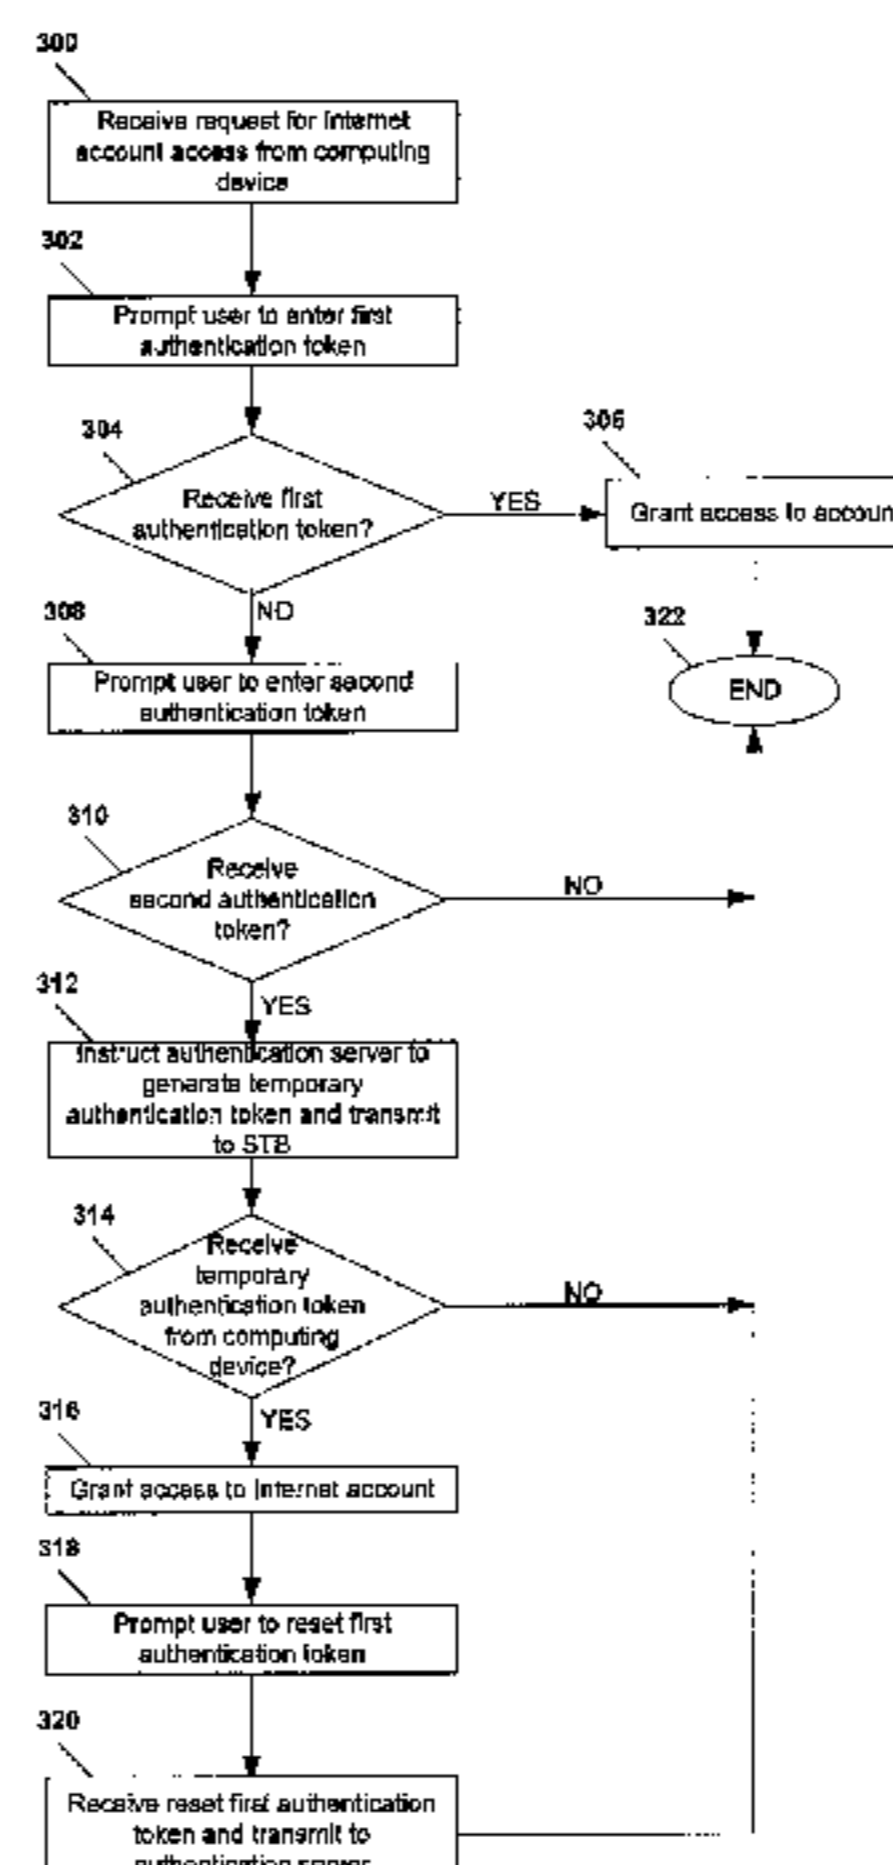 300
Receive request for Internet
account access from computing
device
302
Prompt user to enter first
authentication token
304
Receive first
authentication token?
YES
306
Grant access to accoun
NO
308
Prompt user to enter second
authentication token
322
END
310
Receive
second authentication
token?
NO
YES
312
Instruct authentication server to
generate temporary
authentication token and transmit
to STB
314
Receive
temporary
authentication token
from computing
device?
NO
YES
316
Grant access to Internet account
318
Prompt user to reset first
authentication token
320
Receive reset first authentication
token and transmit to
authentication server